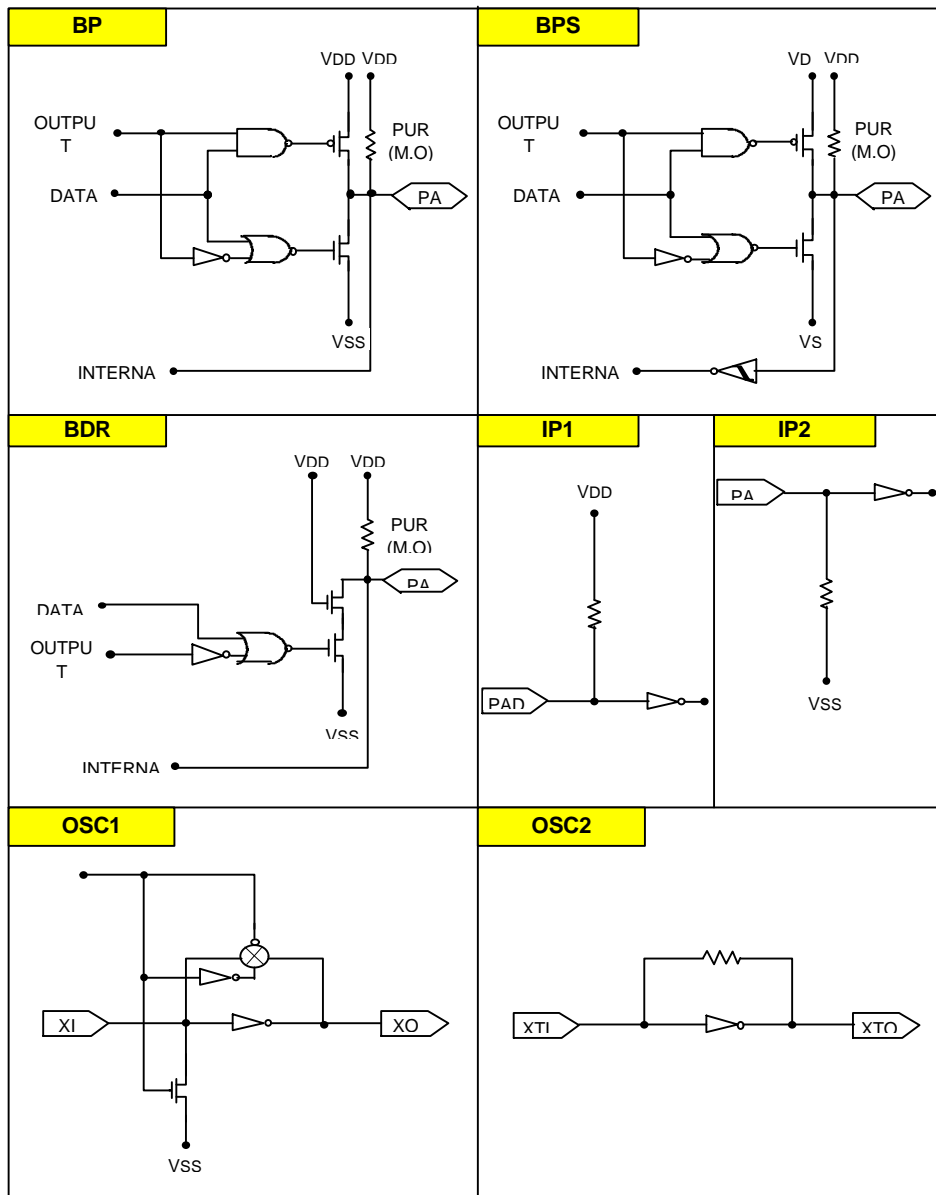 BP
VDD VDD
OUTPU
T
PUR
(M.O)
DATA
PA
VSS
INTERNA
BPS
VD VDD
OUTPU
T
PUR
(M.O)
DATA
PA
VS
INTERNA
BDR
VDD VDD
PUR
(M.O)
PA
DATA
OUTPU
T
VSS
INTERNA
IP1
VDD
PAD
IP2
PA
VSS
OSC1
XI
XO
VSS
OSC2
XTI
XTO